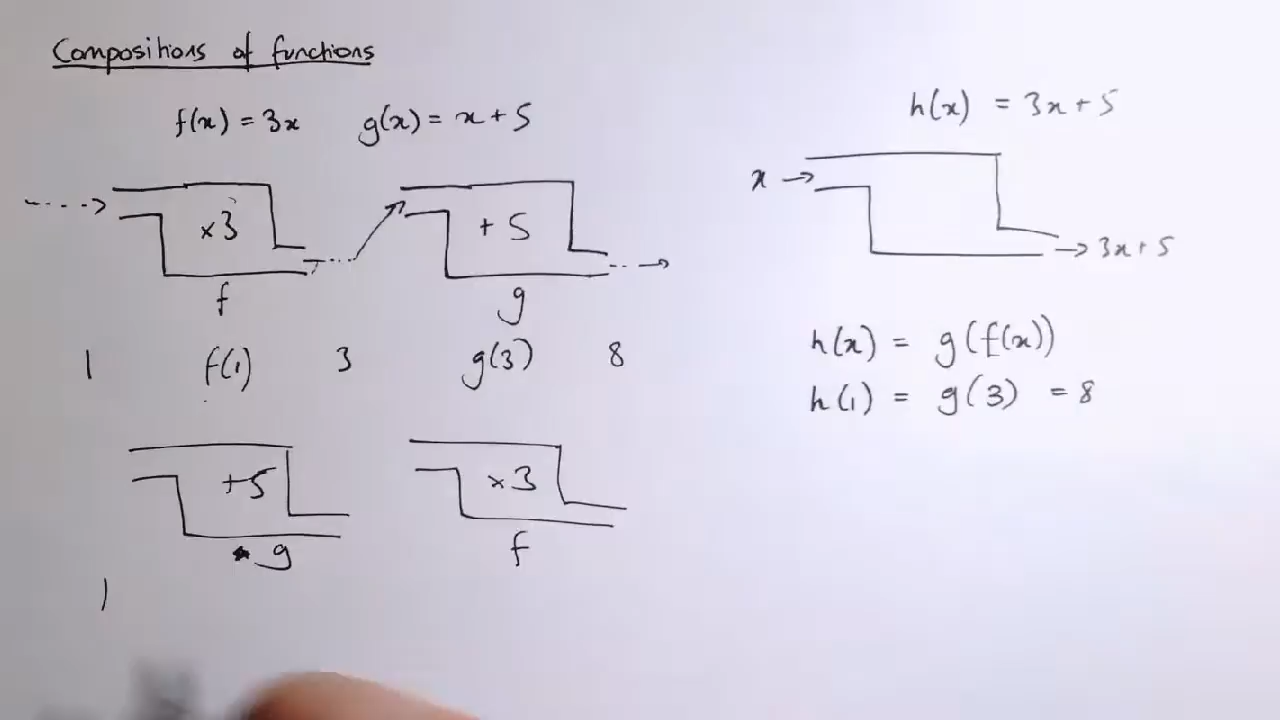 Compositions of functions
f(x) = 3x g(x) = x + 5
×3 + 5
f g
1 f(1) 3 g(3) 8
+5 ×3
g f
1
h(x) = 3x + 5
x → → 3x + 5
h(x) = g(f(x))
h(1) = g(3) = 8